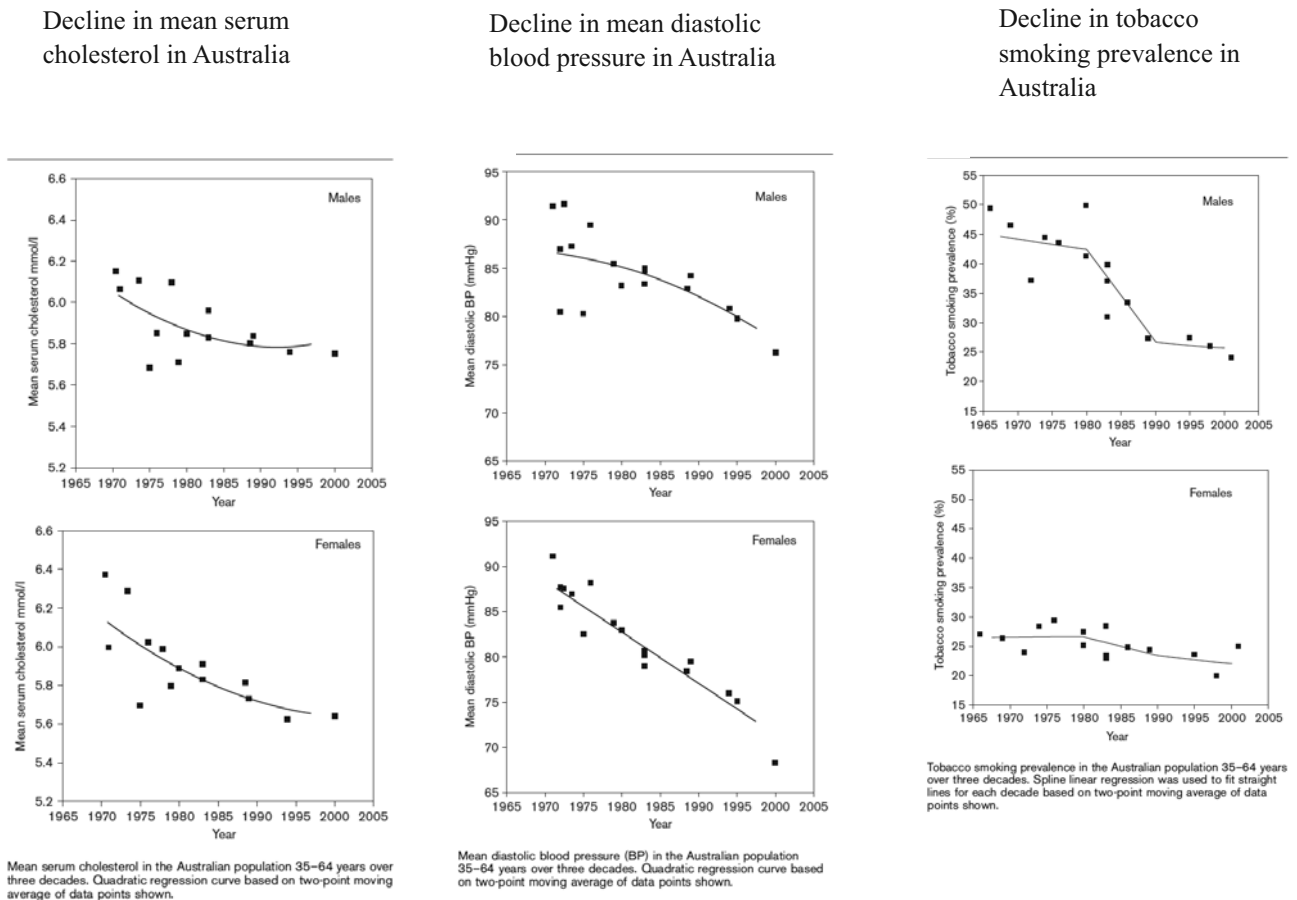 Decline in mean serum
cholesterol in Australia
Decline in mean diastolic
blood pressure in Australia
Decline in tobacco
smoking prevalence in
Australia
6.6
6.4
6.2
6.0
5.8
5.6
5.4
5.2
Mean serum cholesterol mmol/l
Males
1965 1970 1975 1980 1985 1990 1995 2000 2005
Year
6.6
6.4
6.2
6.0
5.8
5.6
5.4
5.2
Mean serum cholesterol mmol/l
Females
1965 1970 1975 1980 1985 1990 1995 2000 2005
Year
Mean serum cholesterol in the Australian population 35–64 years over
three decades. Quadratic regression curve based on two-point moving
average of data points shown.
95
90
85
80
75
70
65
Mean diastolic BP (mmHg)
Males
1965 1970 1975 1980 1985 1990 1995 2000 2005
Year
95
90
85
80
75
70
65
Mean diastolic BP (mmHg)
Females
1965 1970 1975 1980 1985 1990 1995 2000 2005
Year
Mean diastolic blood pressure (BP) in the Australian population
35–64 years over three decades. Quadratic regression curve based
on two-point moving average of data points shown.
55
50
45
40
35
30
25
20
15
Tobacco smoking prevalence (%)
Males
1965 1970 1975 1980 1985 1990 1995 2000 2005
Year
55
50
45
40
35
30
25
20
15
Tobacco smoking prevalence (%)
Females
1965 1970 1975 1980 1985 1990 1995 2000 2005
Year
Tobacco smoking prevalence in the Australian population 35–64 years
over three decades. Spline linear regression was used to fit straight
lines for each decade based on two-point moving average of data
points shown.